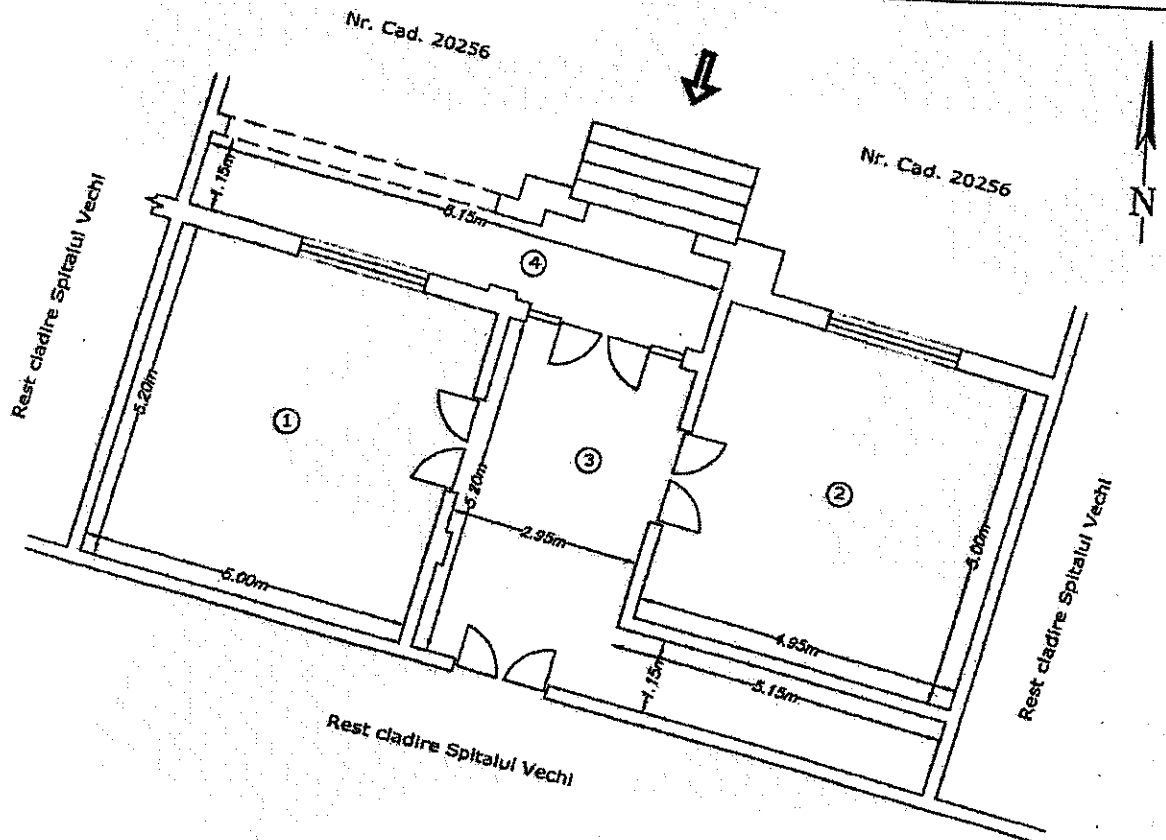 Nr. Cad. 20256
Nr. Cad. 20256
N
Rest cladire Spitalul Vechi
1.15m
8.15m
4
5.20m
1
3
5.20m
2
2.95m
5.00m
5.00m
4.95m
1.15m
5.15m
Rest cladire Spitalul Vechi
Rest cladire Spitalul Vechi